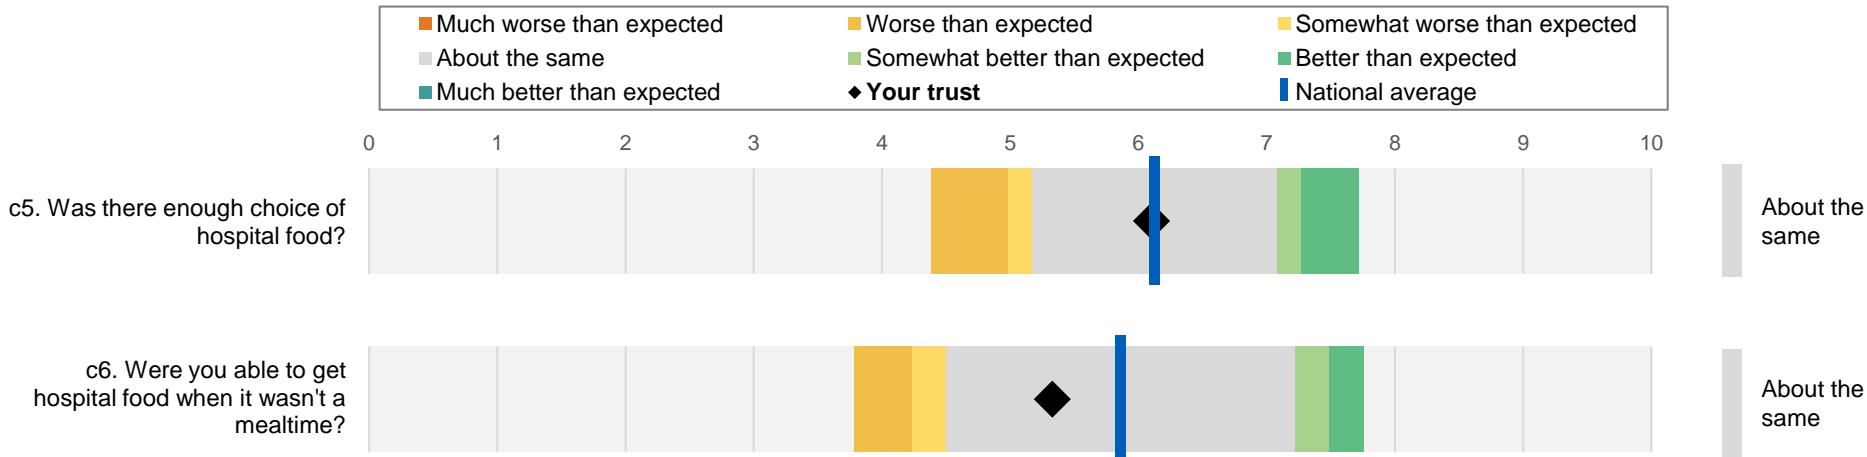 Much worse than expected
Worse than expected
Somewhat worse than expected
About the same
Somewhat better than expected
Better than expected
Much better than expected
Your trust
National average
0 1 2 3 4 5 6 7 8 9 10
c5. Was there enough choice of
hospital food?
About the
same
c6. Were you able to get
hospital food when it wasn't a
mealtime?
About the
same